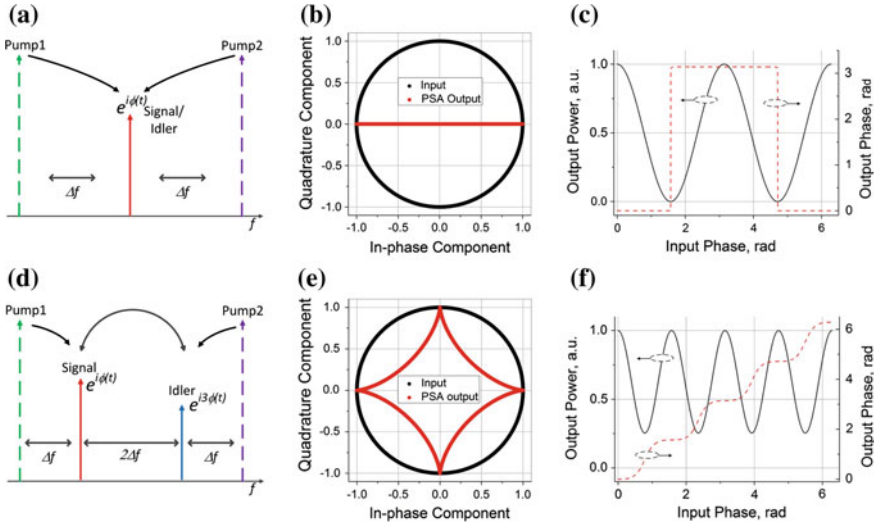 (a)
Pump1
Pump2
e^{iϕ(t)} Signal/
Idler
Δf
Δf
f
(b)
Quadrature Component
1.0
0.5
0.0
-0.5
-1.0
Input
PSA Output
-1.0 -0.5 0.0 0.5 1.0
In-phase Component
(c)
Output Power, a.u.
1.0
0.5
0.0
3
2
1
0
Output Phase, rad
0 2 4 6
Input Phase, rad
(d)
Pump1
Pump2
Signal
e^{iϕ(t)}
Idler
e^{i3ϕ(t)}
Δf
2Δf
Δf
f
(e)
Quadrature Component
1.0
0.5
0.0
-0.5
-1.0
Input
PSA output
-1.0 -0.5 0.0 0.5 1.0
In-phase Component
(f)
Output Power, a.u.
1.0
0.5
0.0
6
5
4
3
2
1
0
Output Phase, rad
0 2 4 6
Input Phase, rad